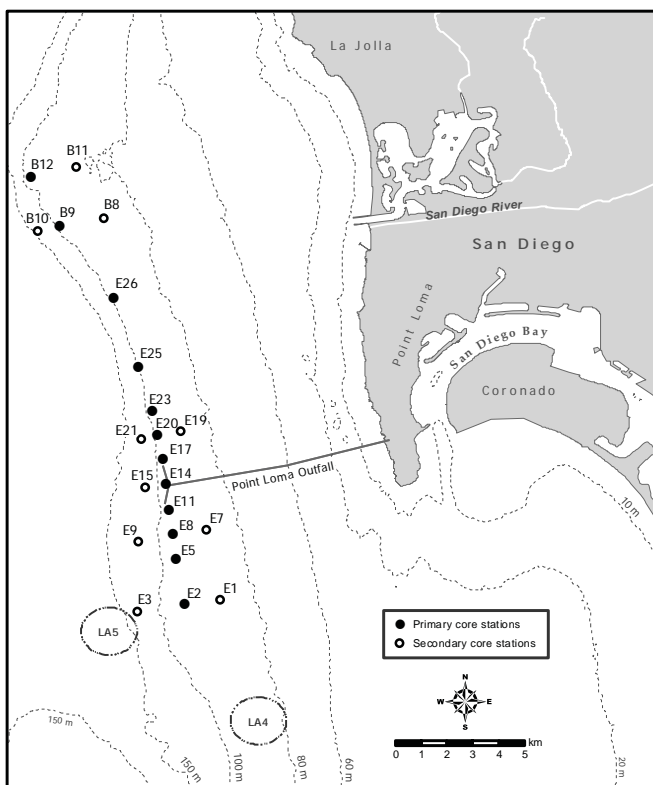 La Jolla
B11
B12
B8
B10
B9
San Diego River
San Diego
E26
Point Loma
San Diego Bay
E25
Coronado
E23
E19
E21
E20
E17
E15
E14
Point Loma Outfall
E11
10 m
E9
E8
E7
E5
E3
E2
E1
LA5
Primary core stations
Secondary core stations
LA4
N
W
E
S
150 m
150 m
100 m
80 m
60 m
20 m
km
0 1 2 3 4 5